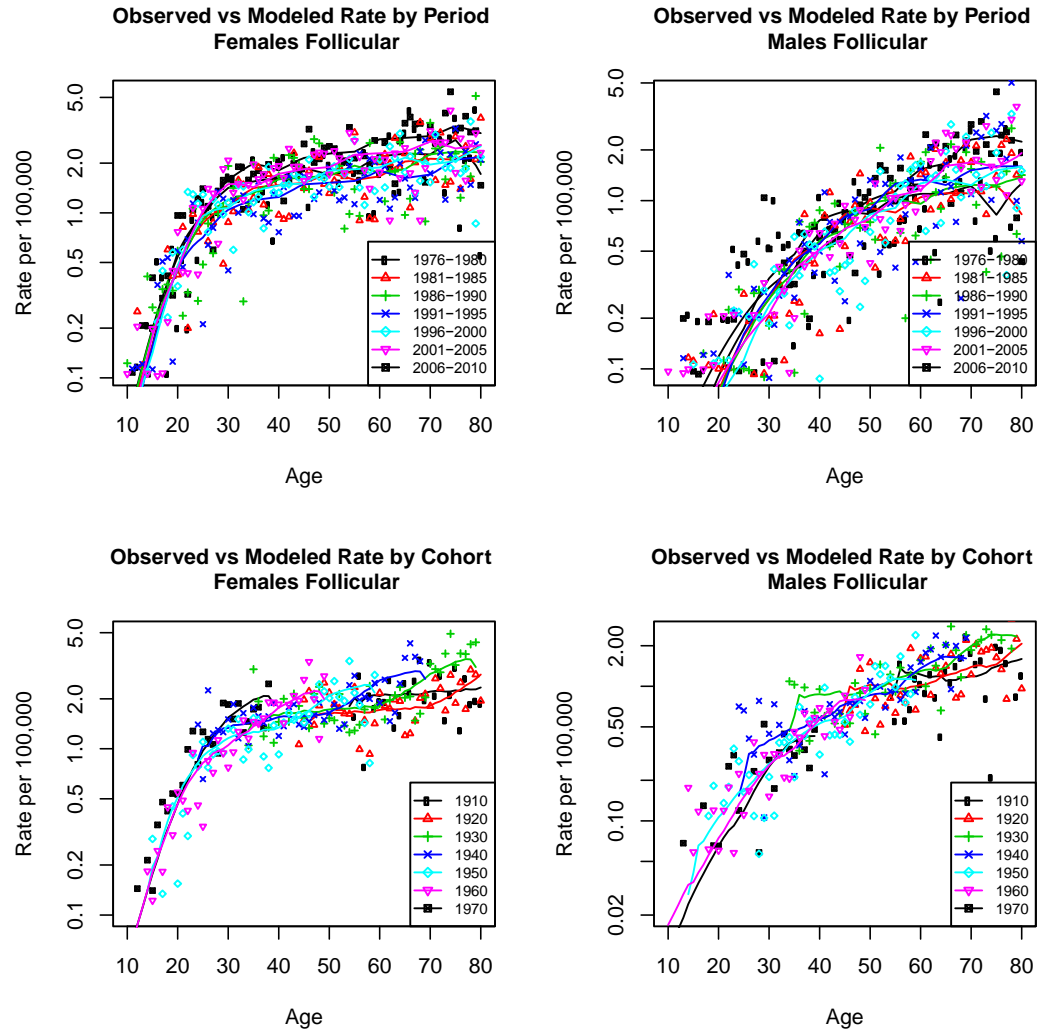 Observed vs Modeled Rate by Period
Females Follicular
Rate per 100,000
5.0
2.0
1.0
0.5
0.2
0.1
1976−1980
1981−1985
1986−1990
1991−1995
1996−2000
2001−2005
2006−2010
10 20 30 40 50 60 70 80
Age
Observed vs Modeled Rate by Period
Males Follicular
Rate per 100,000
5.0
2.0
1.0
0.5
0.2
0.1
1976−1980
1981−1985
1986−1990
1991−1995
1996−2000
2001−2005
2006−2010
10 20 30 40 50 60 70 80
Age
Observed vs Modeled Rate by Cohort
Females Follicular
Rate per 100,000
5.0
2.0
1.0
0.5
0.2
0.1
1910
1920
1930
1940
1950
1960
1970
10 20 30 40 50 60 70 80
Age
Observed vs Modeled Rate by Cohort
Males Follicular
Rate per 100,000
2.00
0.50
0.10
0.02
1910
1920
1930
1940
1950
1960
1970
10 20 30 40 50 60 70 80
Age